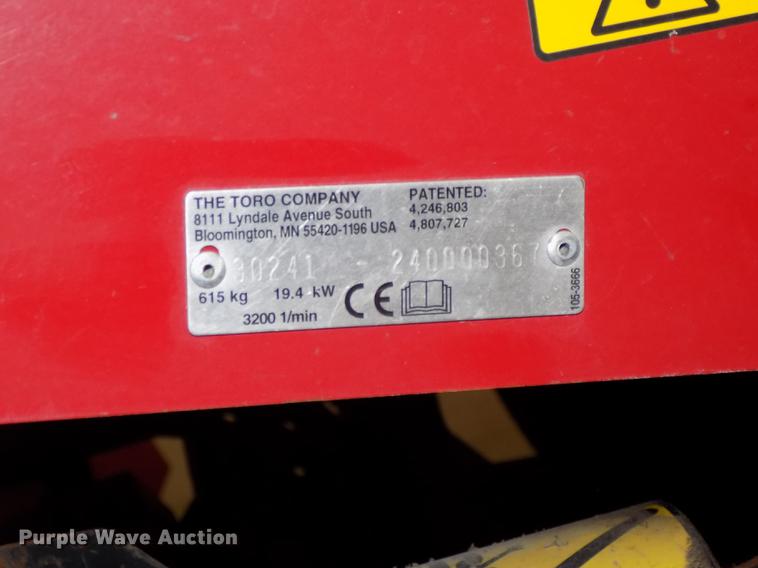 THE TORO COMPANY
8111 Lyndale Avenue South
Bloomington, MN 55420-1196 USA
PATENTED:
4,246,803
4,807,727
30241 - 240000367
615 kg 19.4 kW
3200 1/min
CE
105-3666
Purple Wave Auction